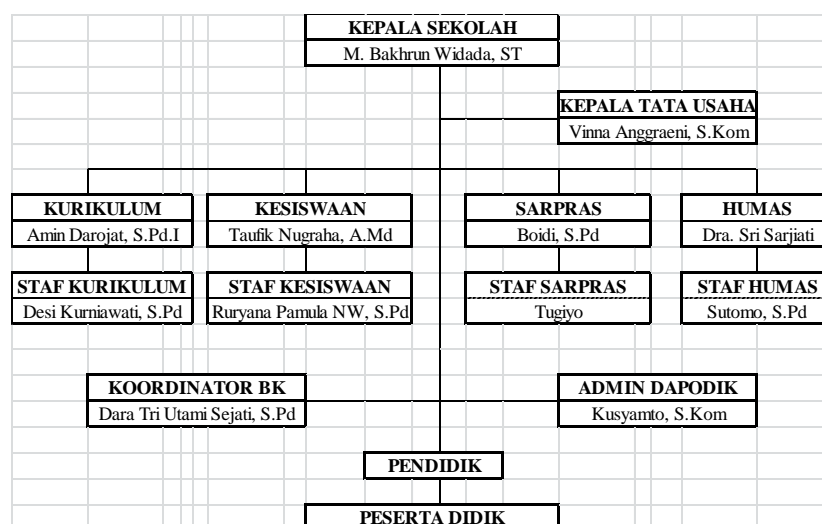 KEPALA SEKOLAH
M. Bakhrun Widada, ST
KEPALA TATA USAHA
Vinna Anggraeni, S.Kom
KURIKULUM
Amin Darojat, S.Pd.I
KESISWAAN
Taufik Nugraha, A.Md
SARPRAS
Boidi, S.Pd
HUMAS
Dra. Sri Sarjiati
STAF KURIKULUM
Desi Kurniawati, S.Pd
STAF KESISWAAN
Ruryana Pamula NW, S.Pd
STAF SARPRAS
Tugiyo
STAF HUMAS
Sutomo, S.Pd
KOORDINATOR BK
Dara Tri Utami Sejati, S.Pd
ADMIN DAPODIK
Kusyamto, S.Kom
PENDIDIK
PESERTA DIDIK